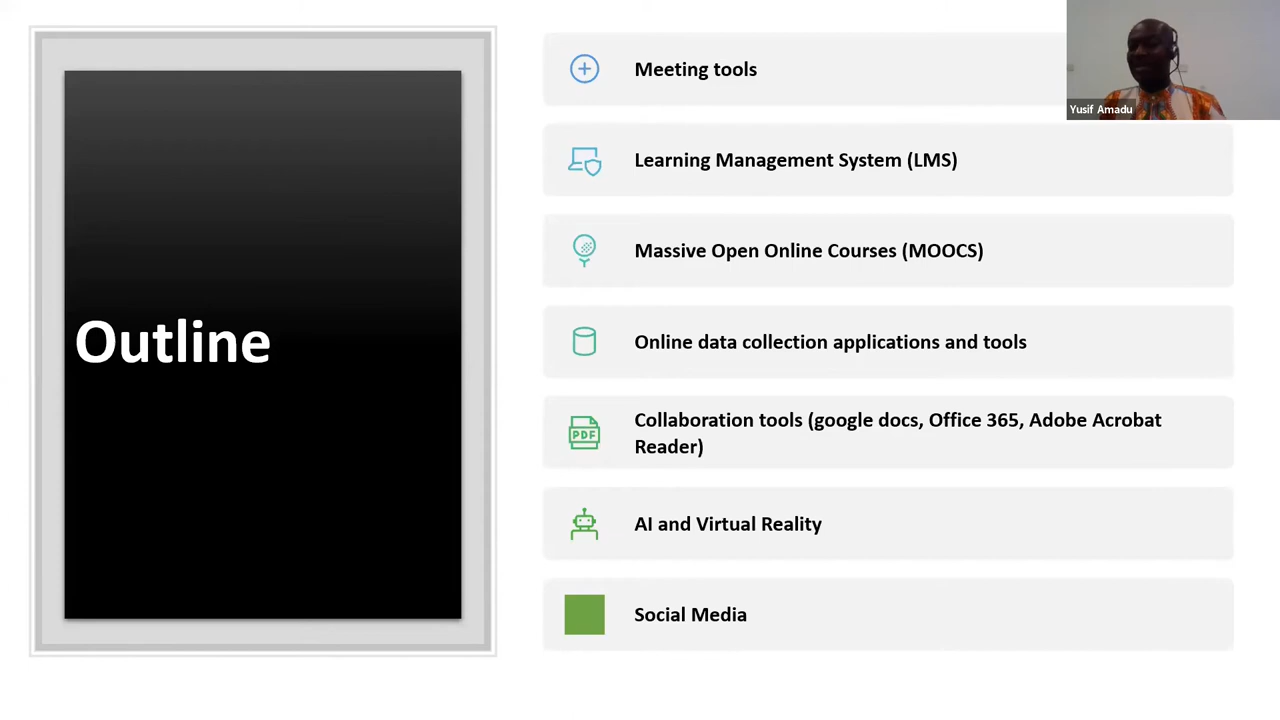 Outline
Meeting tools
Yusif Amadu
Learning Management System (LMS)
Massive Open Online Courses (MOOCS)
Online data collection applications and tools
Collaboration tools (google docs, Office 365, Adobe Acrobat
Reader)
PDF
AI and Virtual Reality
Social Media